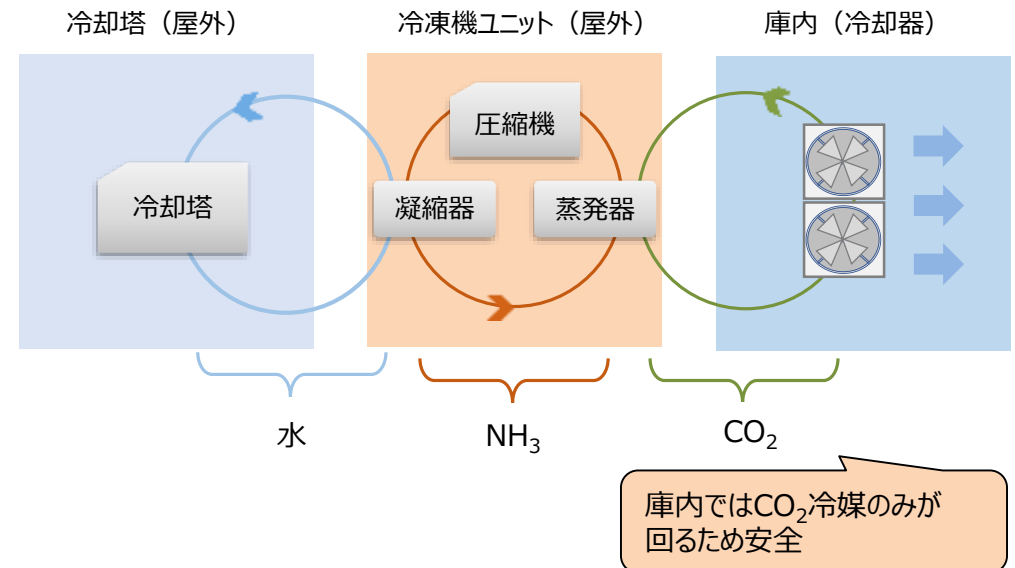 冷却塔（屋外）
冷凍機ユニット（屋外）
庫内（冷却器）
圧縮機
冷却塔
凝縮器
蒸発器
水
NH₃
CO₂
庫内ではCO₂冷媒のみが
回るため安全